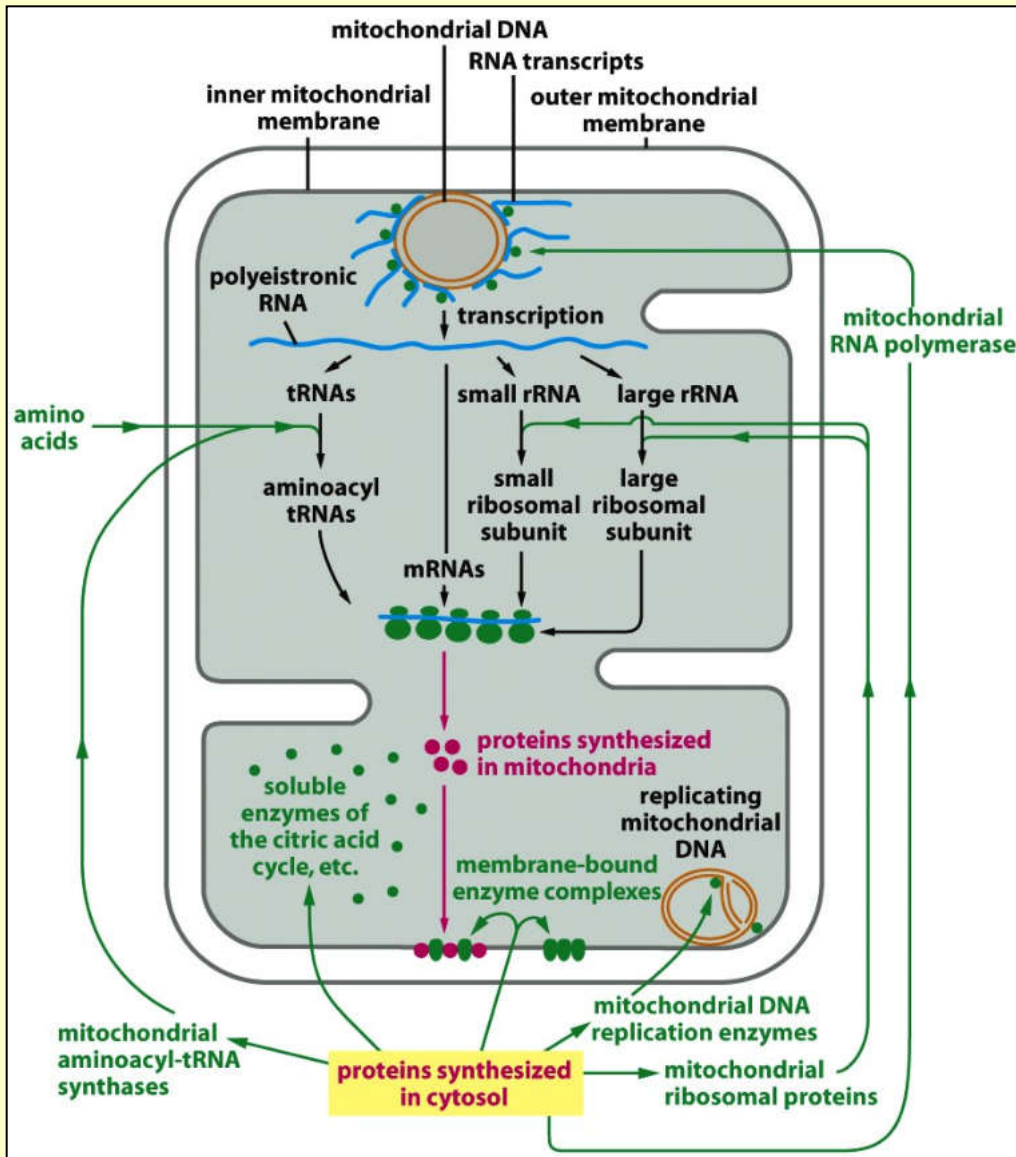 mitochondrial DNA
RNA transcripts
inner mitochondrial
membrane
outer mitochondrial
membrane
polyeistronic
RNA
transcription
mitochondrial
RNA polymerase
tRNAs
small rRNA
large rRNA
amino
acids
aminoacyl
tRNAs
small
ribosomal
subunit
large
ribosomal
subunit
mRNAs
proteins synthesized
in mitochondria
soluble
enzymes of
the citric acid
cycle, etc.
replicating
mitochondrial
DNA
membrane-bound
enzyme complexes
mitochondrial DNA
replication enzymes
mitochondrial
aminoacyl-tRNA
synthases
proteins synthesized
in cytosol
mitochondrial
ribosomal proteins